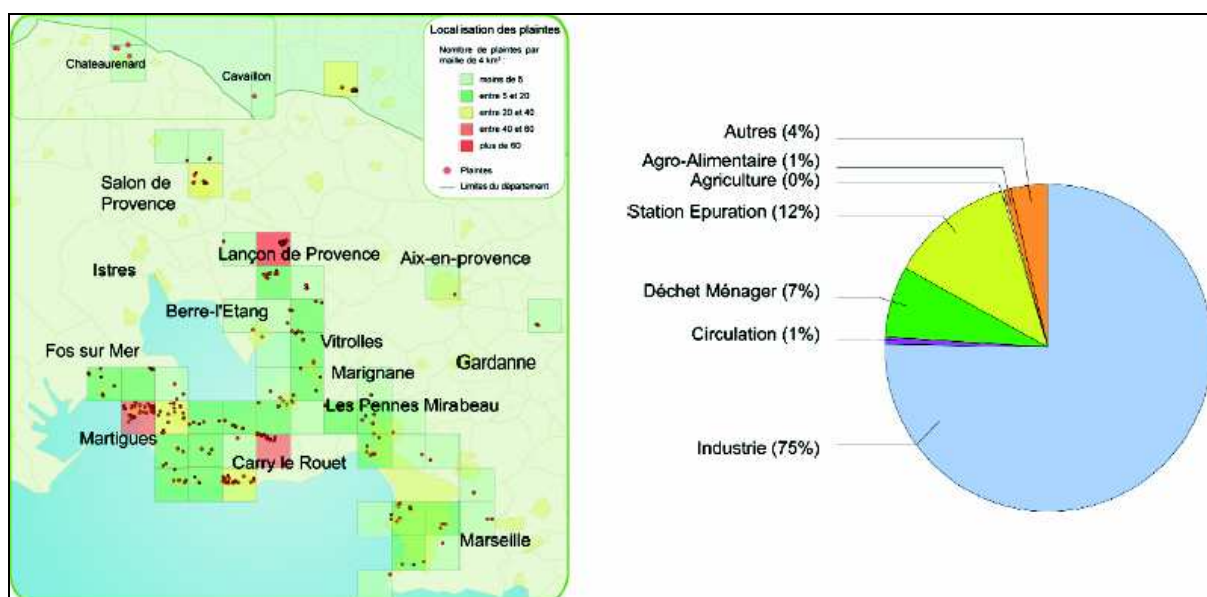 Localisation des plaintes
Nombre de plaintes par
maille de 4 km² :
moins de 5
entre 5 et 20
entre 20 et 40
entre 40 et 60
plus de 60
Plaintes
Limites du département
Chateaurenard
Cavaillon
Salon de
Provence
Lançon de Provence
Aix-en-provence
Istres
Berre-l'Etang
Vitrolles
Fos sur Mer
Gardanne
Marignane
Les Pennes Mirabeau
Martigues
Carry le Rouet
Marseille
Autres (4%)
Agro-Alimentaire (1%)
Agriculture (0%)
Station Epuration (12%)
Déchet Ménager (7%)
Circulation (1%)
Industrie (75%)